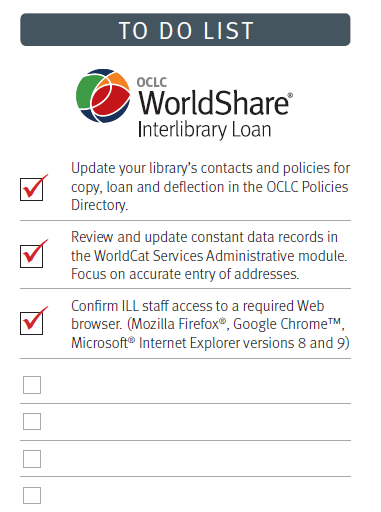 TO DO LIST
OCLC
WorldShare®
Interlibrary Loan
Update your library’s contacts and policies for
copy, loan and deflection in the OCLC Policies
Directory.
Review and update constant data records in
the WorldCat Services Administrative module.
Focus on accurate entry of addresses.
Confirm ILL staff access to a required Web
browser. (Mozilla Firefox®, Google Chrome™,
Microsoft® Internet Explorer versions 8 and 9)